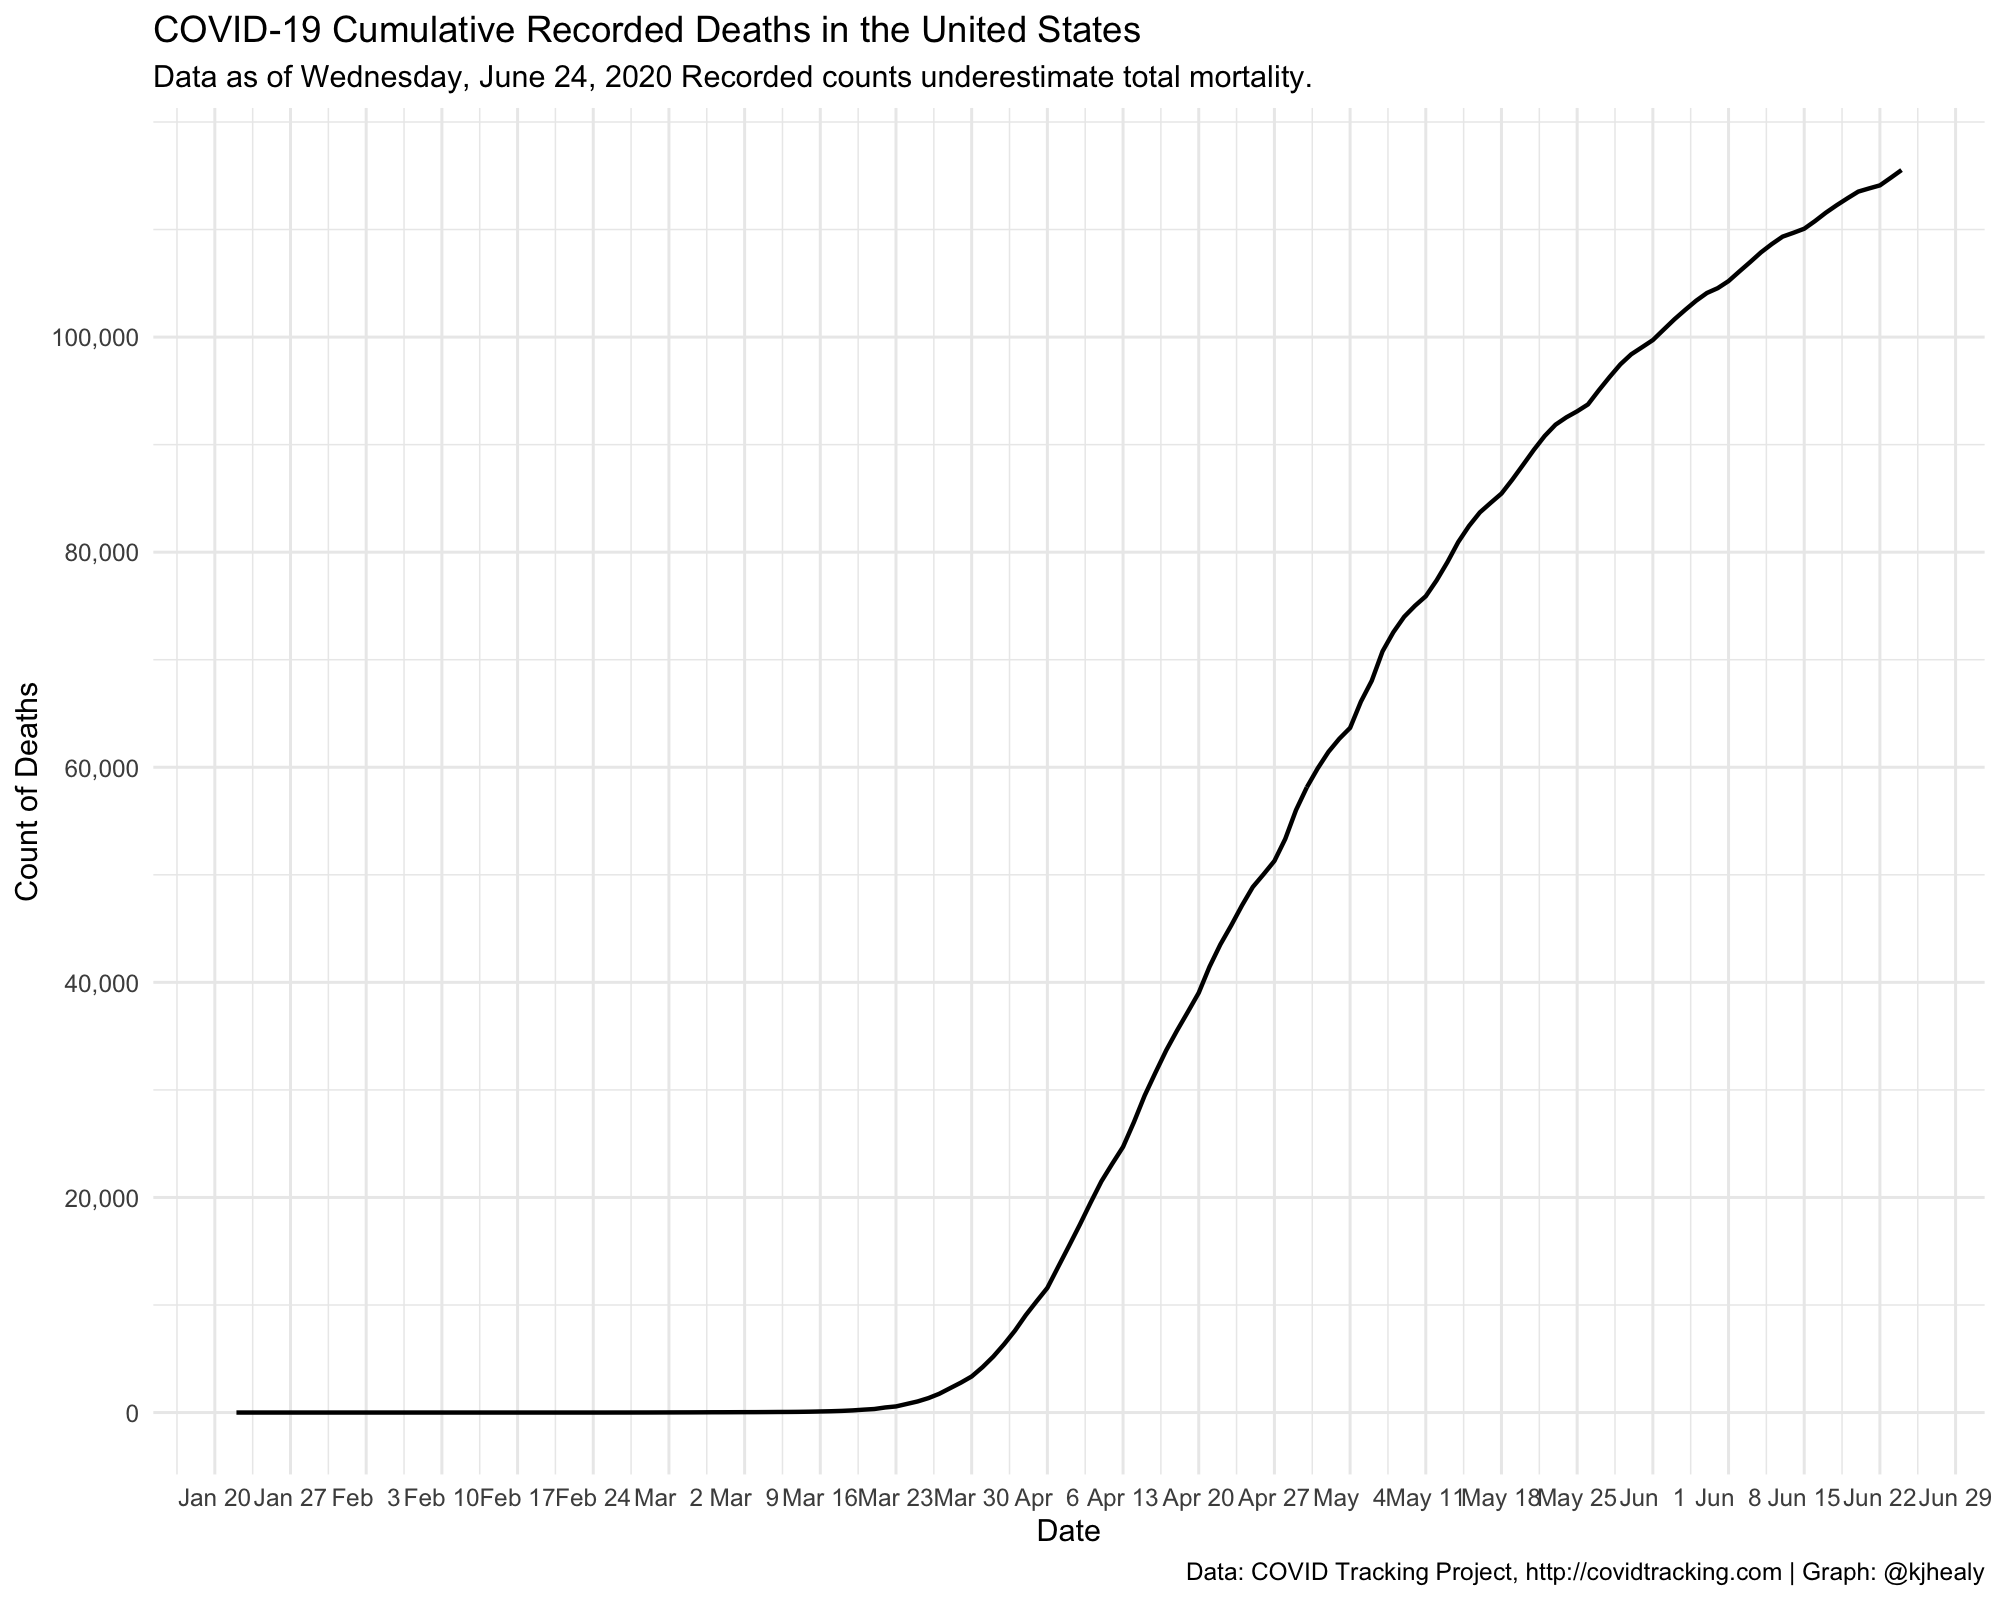 COVID-19 Cumulative Recorded Deaths in the United States
Data as of Wednesday, June 24, 2020 Recorded counts underestimate total mortality.
100,000
80,000
60,000
40,000
20,000
0
Count of Deaths
Jan 20 Jan 27 Feb 3 Feb 10 Feb 17 Feb 24 Mar 2 Mar 9 Mar 16 Mar 23 Mar 30 Apr 6 Apr 13 Apr 20 Apr 27 May 4 May 11 May 18 May 25 Jun 1 Jun 8 Jun 15 Jun 22 Jun 29
Date
Data: COVID Tracking Project, http://covidtracking.com | Graph: @kjhealy